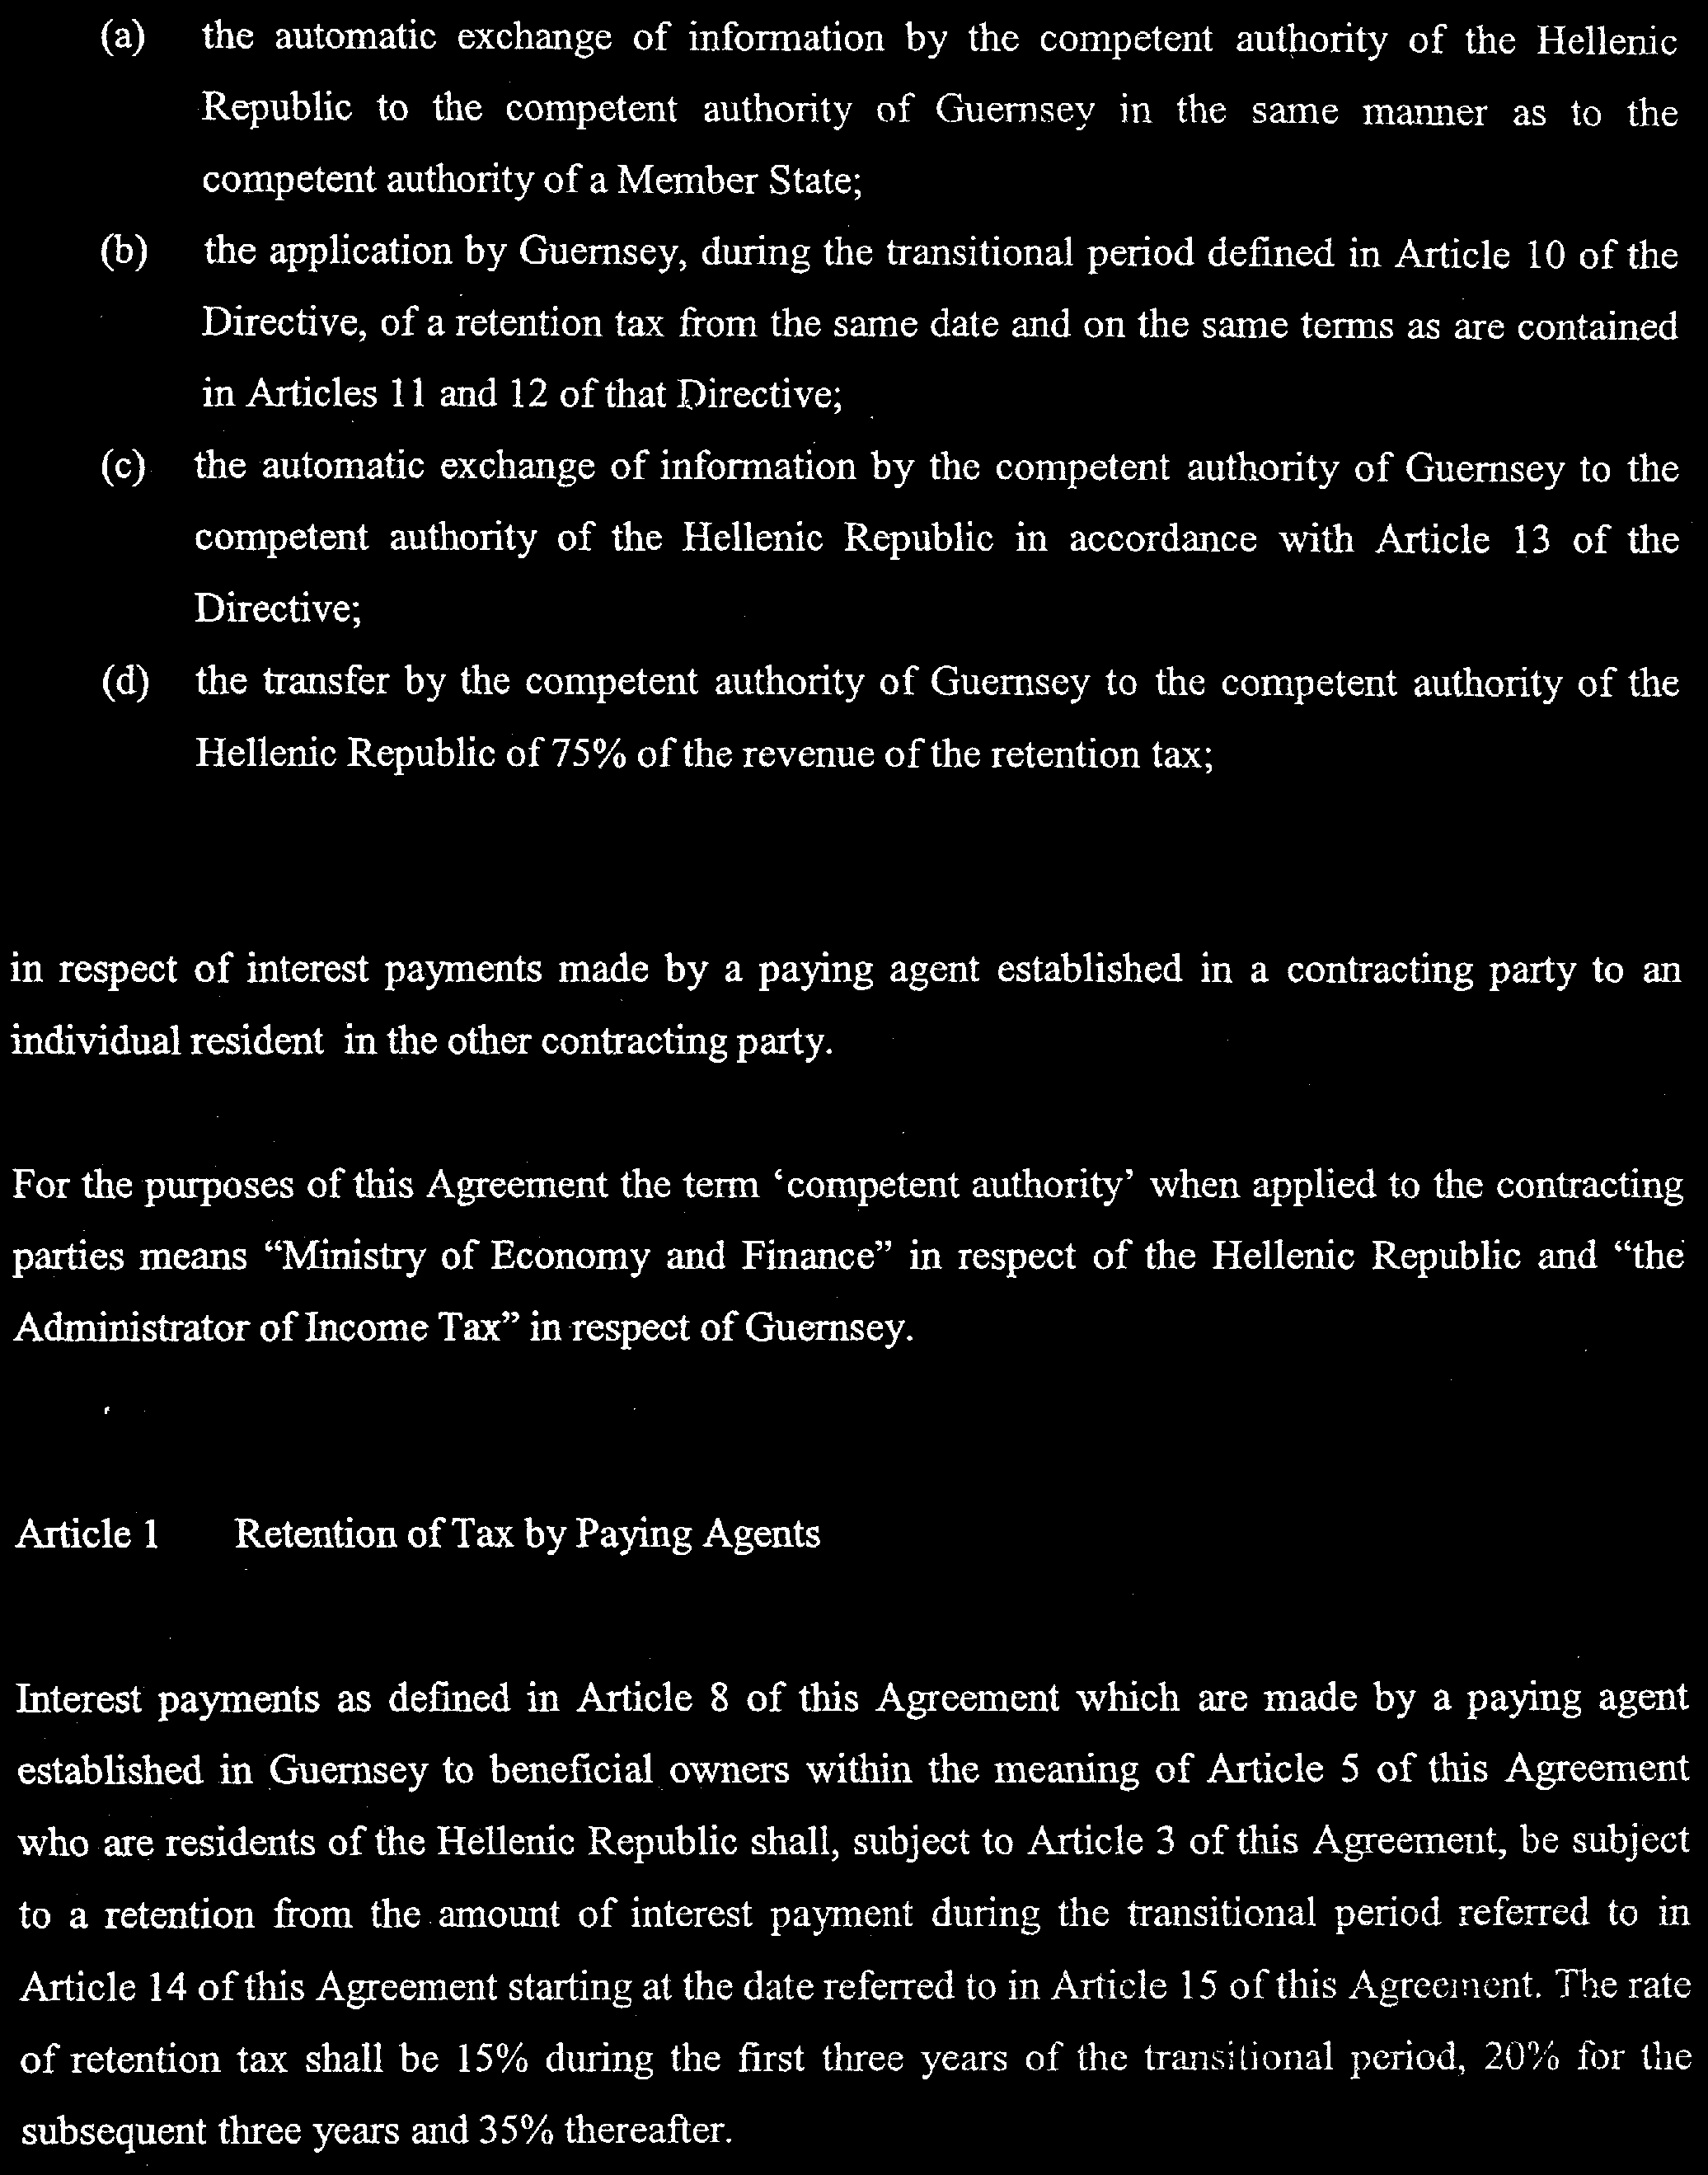 (a) the automatic exchange of information by the competent authority of the Hellenic
Republic to the competent authority of Guernsey in the same manner as to the
competent authority of a Member State;
(b) the application by Guernsey, during the transitional period defined in Article 10 of the
Directive, of a retention tax from the same date and on the same terms as are contained
in Articles 11 and 12 of that Directive;
(c) the automatic exchange of information by the competent authority of Guernsey to the
competent authority of the Hellenic Republic in accordance with Article 13 of the
Directive;
(d) the transfer by the competent authority of Guernsey to the competent authority of the
Hellenic Republic of 75% of the revenue of the retention tax;
in respect of interest payments made by a paying agent established in a contracting party to an
individual resident in the other contracting party.
For the purposes of this Agreement the term ‘competent authority’ when applied to the contracting
parties means “Ministry of Economy and Finance” in respect of the Hellenic Republic and “the
Administrator of Income Tax” in respect of Guernsey.
Article 1 Retention of Tax by Paying Agents
Interest payments as defined in Article 8 of this Agreement which are made by a paying agent
established in Guernsey to beneficial owners within the meaning of Article 5 of this Agreement
who are residents of the Hellenic Republic shall, subject to Article 3 of this Agreement, be subject
to a retention from the amount of interest payment during the transitional period referred to in
Article 14 of this Agreement starting at the date referred to in Article 15 of this Agreement. The rate
of retention tax shall be 15% during the first three years of the transitional period, 20% for the
subsequent three years and 35% thereafter.